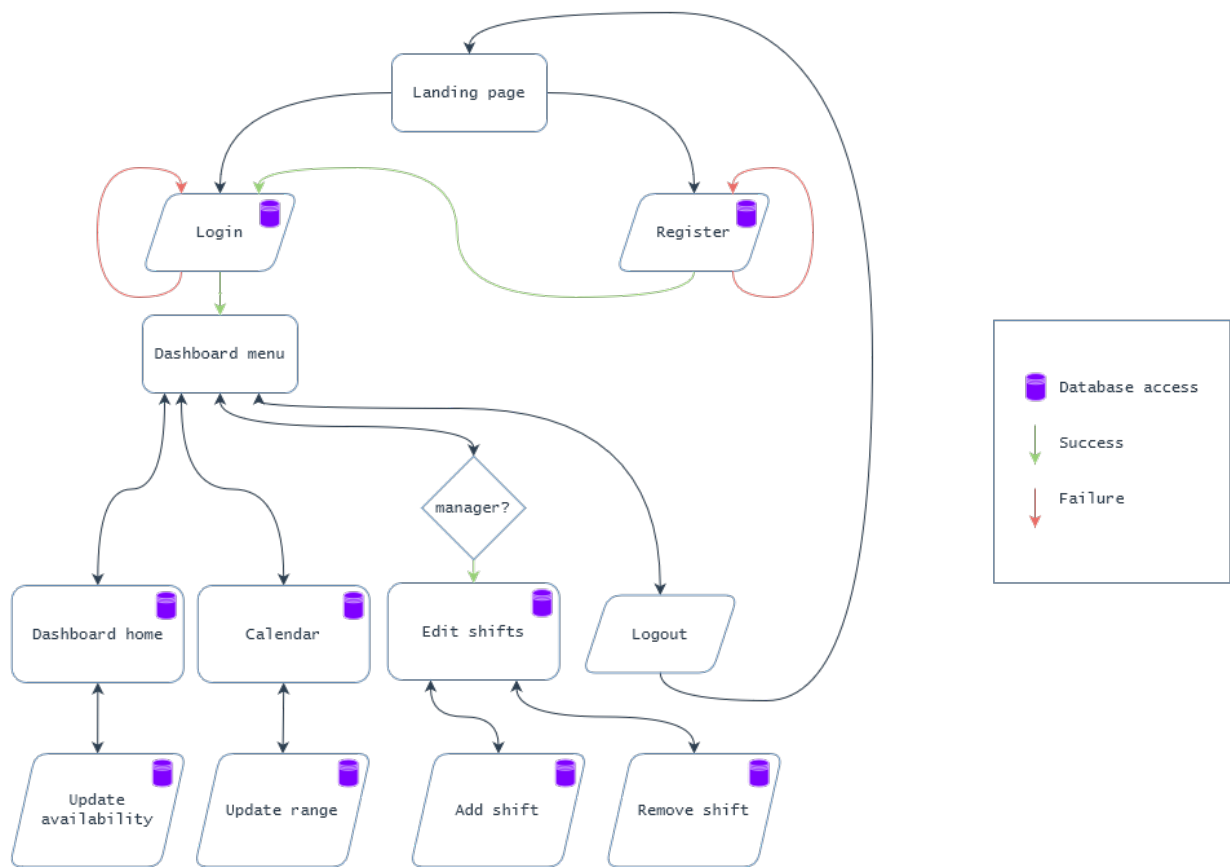 Landing page
Login
Register
Dashboard menu
Database access
Success
Failure
manager?
Dashboard home
Calendar
Edit shifts
Logout
Update
availability
Update range
Add shift
Remove shift